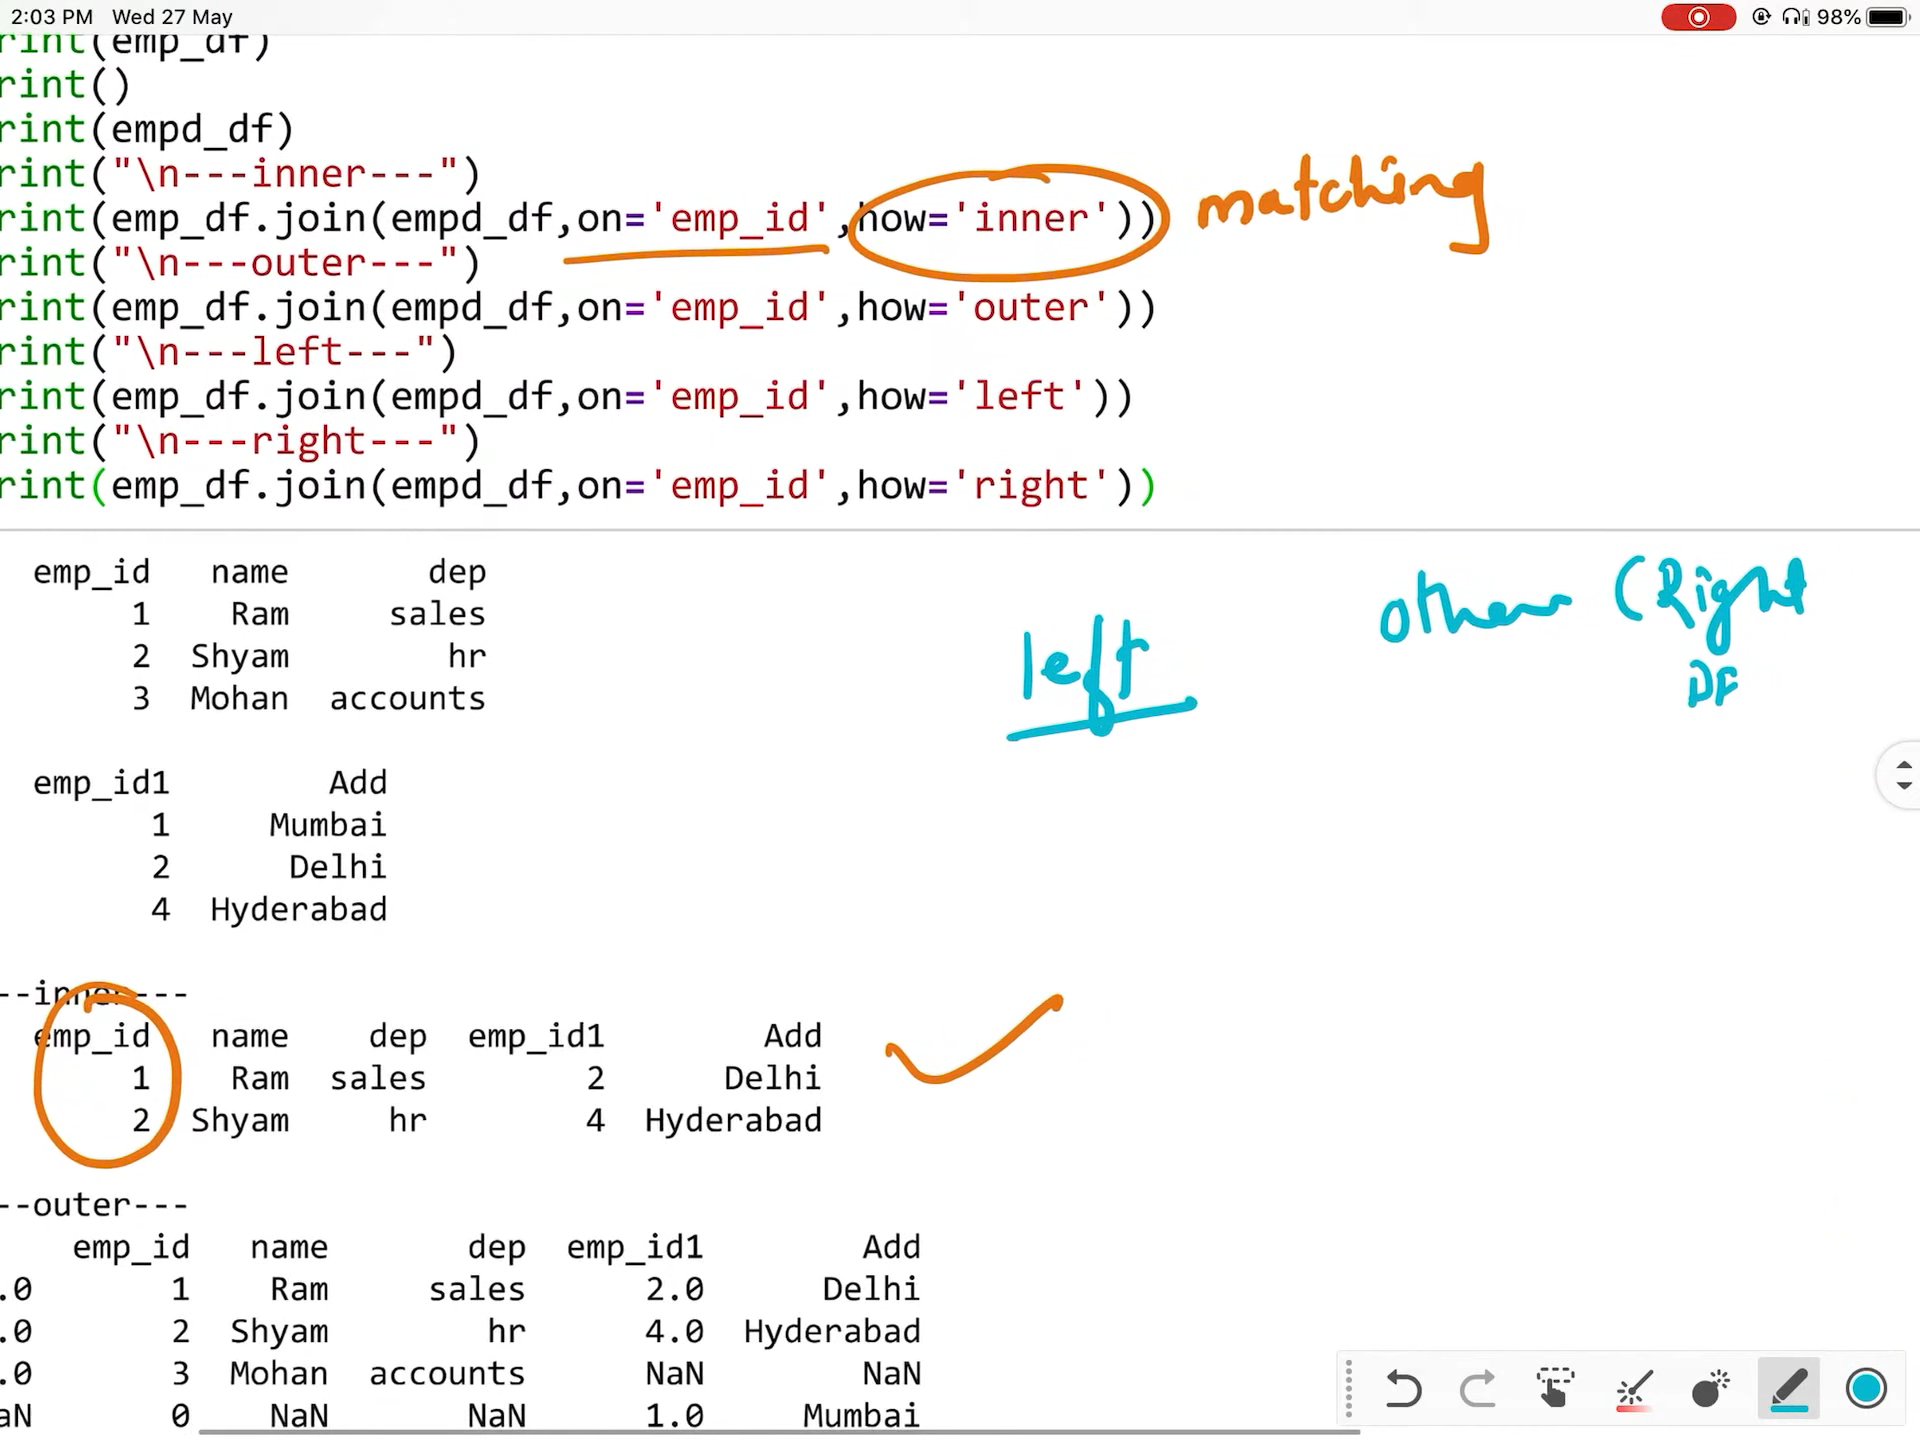 2:03 PM Wed 27 May 98%
rint(emp_df)
rint()
rint(empd_df)
rint("\n---inner---")
rint(emp_df.join(empd_df,on='emp_id',how='inner')) matching
rint("\n---outer---")
rint(emp_df.join(empd_df,on='emp_id',how='outer'))
rint("\n---left---")
rint(emp_df.join(empd_df,on='emp_id',how='left'))
rint("\n---right---")
rint(emp_df.join(empd_df,on='emp_id',how='right'))
emp_id name dep
1 Ram sales
2 Shyam hr
3 Mohan accounts
left
other (Right
DF
emp_id1 Add
1 Mumbai
2 Delhi
4 Hyderabad
--inner---
emp_id name dep emp_id1 Add
1 Ram sales 2 Delhi
2 Shyam hr 4 Hyderabad
--outer---
emp_id name dep emp_id1 Add
.0 1 Ram sales 2.0 Delhi
.0 2 Shyam hr 4.0 Hyderabad
.0 3 Mohan accounts NaN NaN
aN 0 NaN NaN 1.0 Mumbai